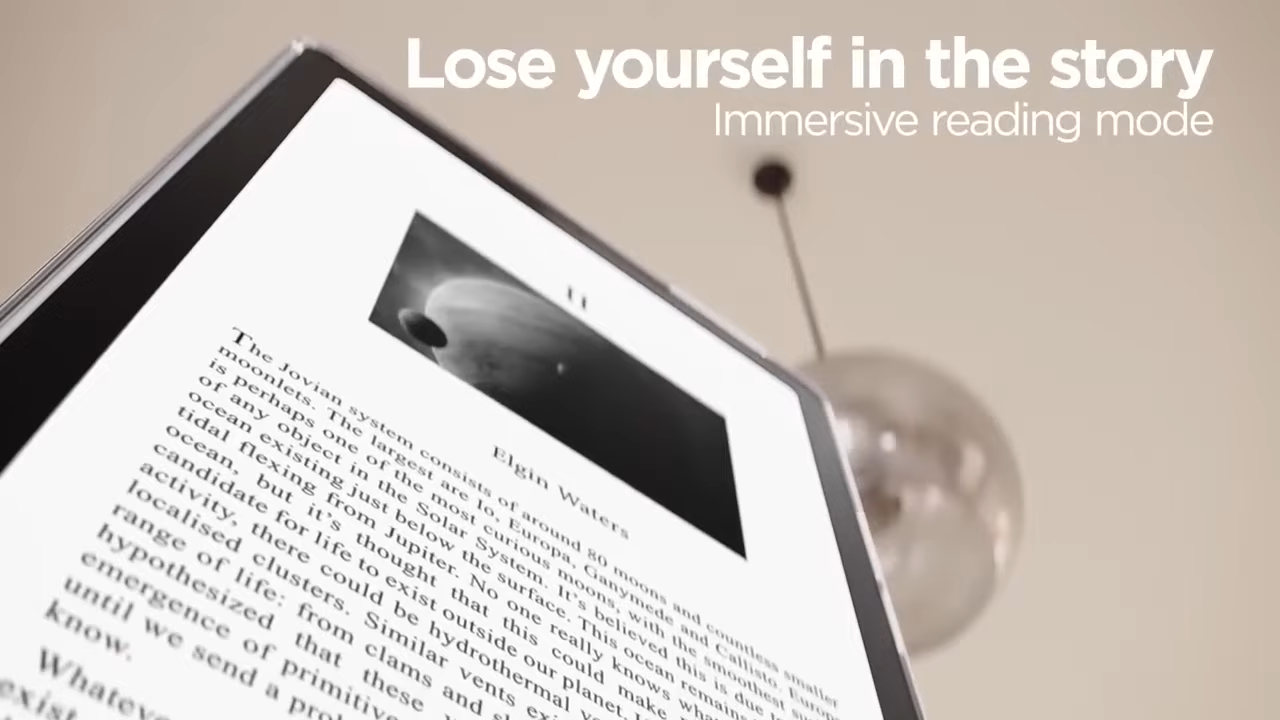 Lose yourself in the story
Immersive reading mode
11
Elgin Waters
The Jovian system consists of around 80 moons and countless smaller
moonlets. The largest are Io, Europa, Ganymede and Callisto. Europa
is perhaps one of the most curious moons, with the smoothest
of any object in the Solar System. It's believed this is due
ocean existing just below the surface. This ocean remains
tidal flexing from Jupiter. No one really knows
ocean, but it's thought that this could make
candidate for life to exist outside our planet.
activity, there could be hydrothermal
localised clusters. Similar vents
range of life: from clams and
hypothesized that these
emergence of primitive
until we send a
know.